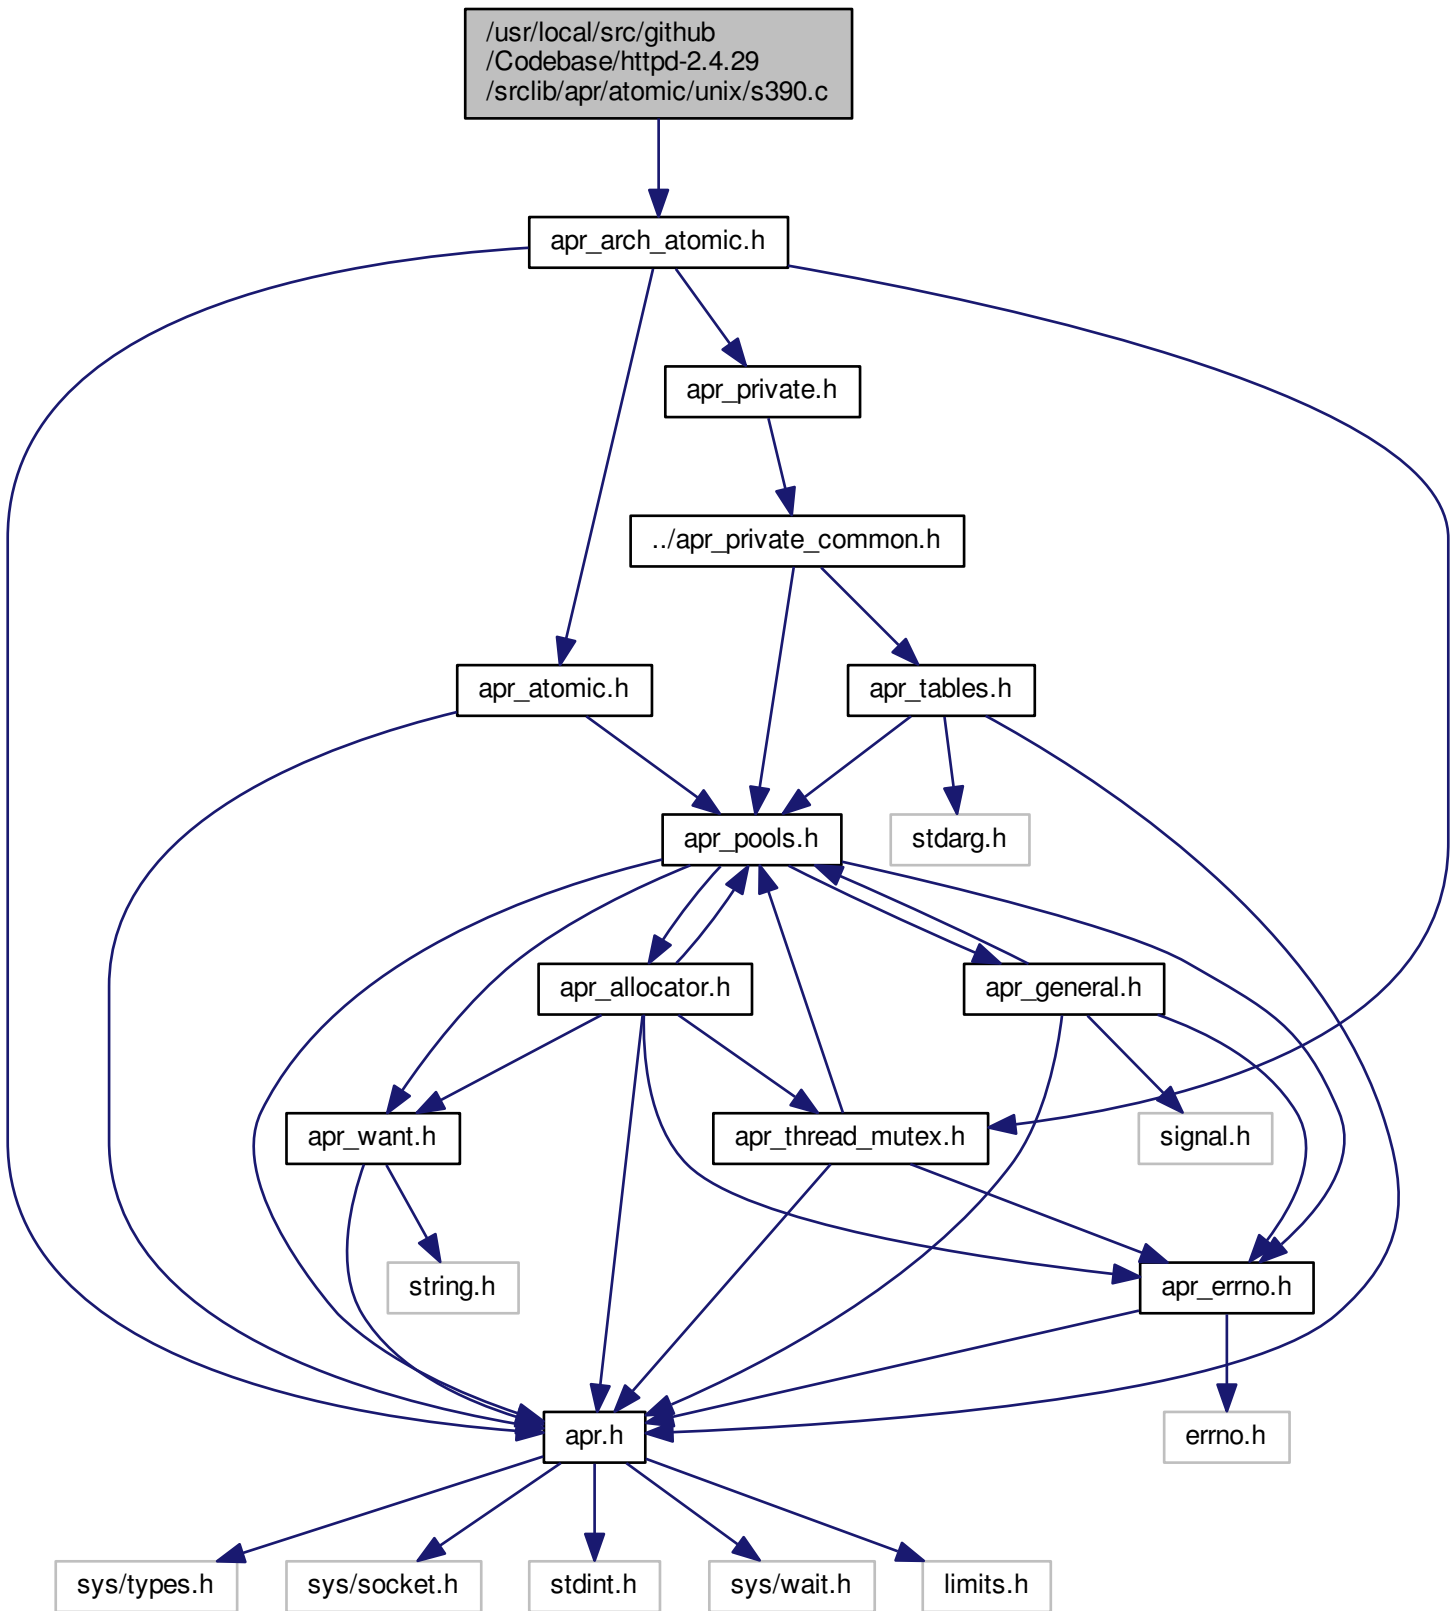 /usr/local/src/github
/Codebase/httpd-2.4.29
/srclib/apr/atomic/unix/s390.c
apr_arch_atomic.h
apr_private.h
../apr_private_common.h
apr_atomic.h
apr_tables.h
apr_pools.h
stdarg.h
apr_allocator.h
apr_general.h
apr_want.h
apr_thread_mutex.h
signal.h
string.h
apr_errno.h
apr.h
errno.h
sys/types.h
sys/socket.h
stdint.h
sys/wait.h
limits.h